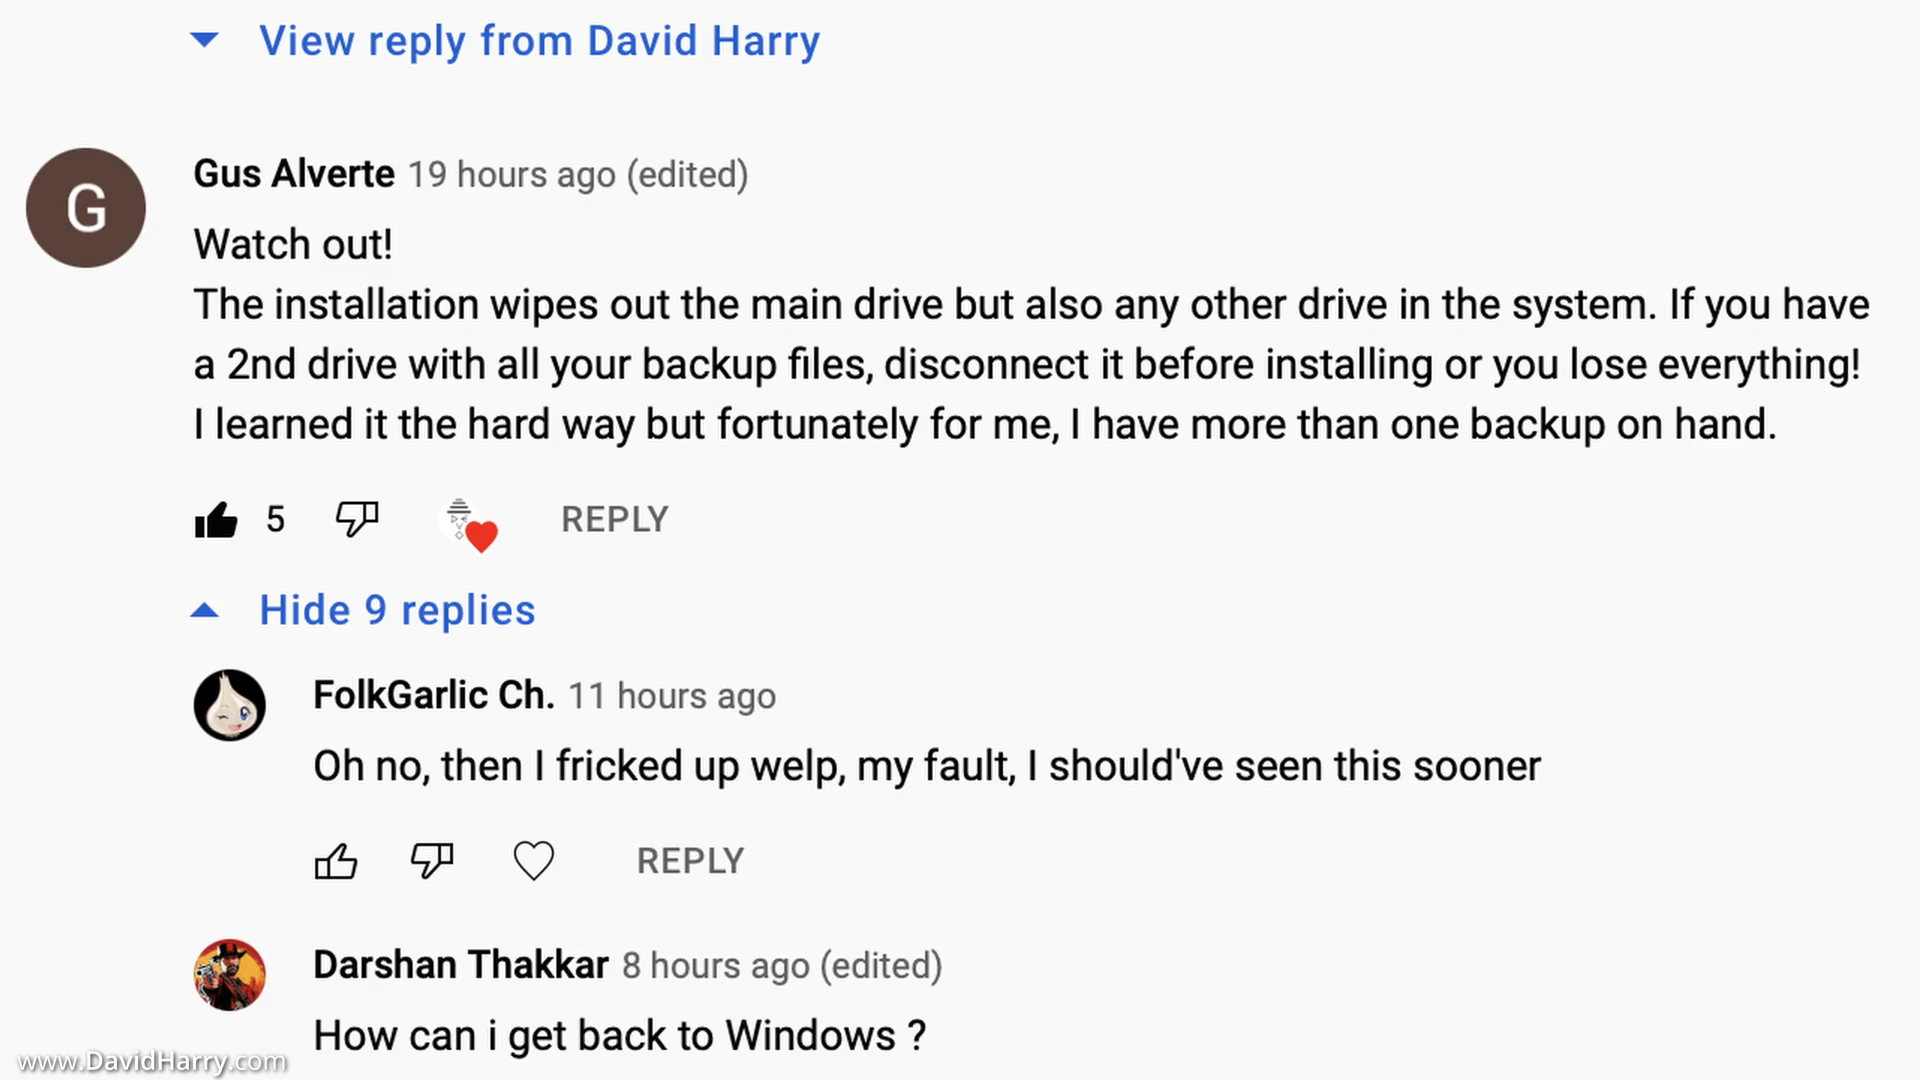 View reply from David Harry
G
Gus Alverte 19 hours ago (edited)
Watch out!
The installation wipes out the main drive but also any other drive in the system. If you have
a 2nd drive with all your backup files, disconnect it before installing or you lose everything!
I learned it the hard way but fortunately for me, I have more than one backup on hand.
5 REPLY
Hide 9 replies
FolkGarlic Ch. 11 hours ago
Oh no, then I fricked up welp, my fault, I should've seen this sooner
REPLY
Darshan Thakkar 8 hours ago (edited)
How can i get back to Windows ?
www.DavidHarry.com